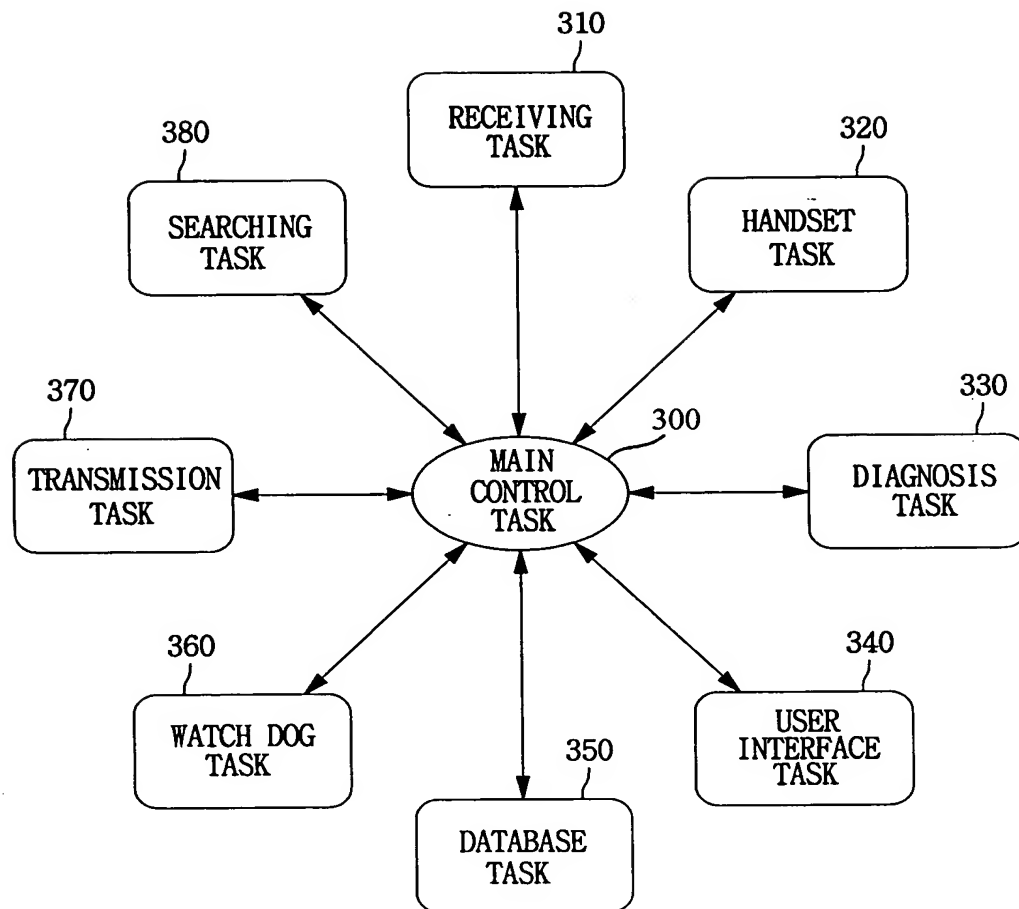 310
RECEIVING
TASK
380
SEARCHING
TASK
320
HANDSET
TASK
370
TRANSMISSION
TASK
300
MAIN
CONTROL
TASK
330
DIAGNOSIS
TASK
360
WATCH DOG
TASK
350
DATABASE
TASK
340
USER
INTERFACE
TASK